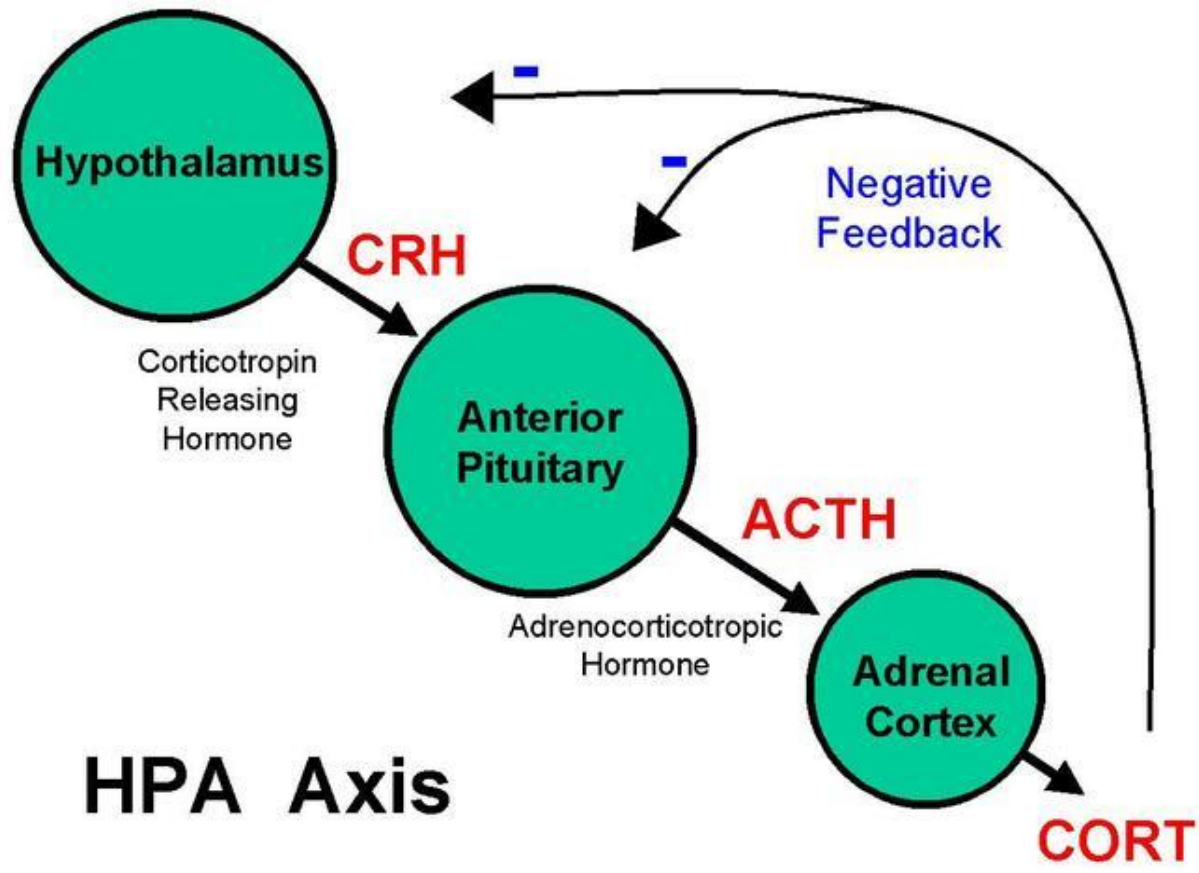 -
-
Hypothalamus
Negative
Feedback
CRH
Corticotropin
Releasing
Hormone
Anterior
Pituitary
ACTH
Adrenocorticotropic
Hormone
Adrenal
Cortex
HPA Axis
CORT